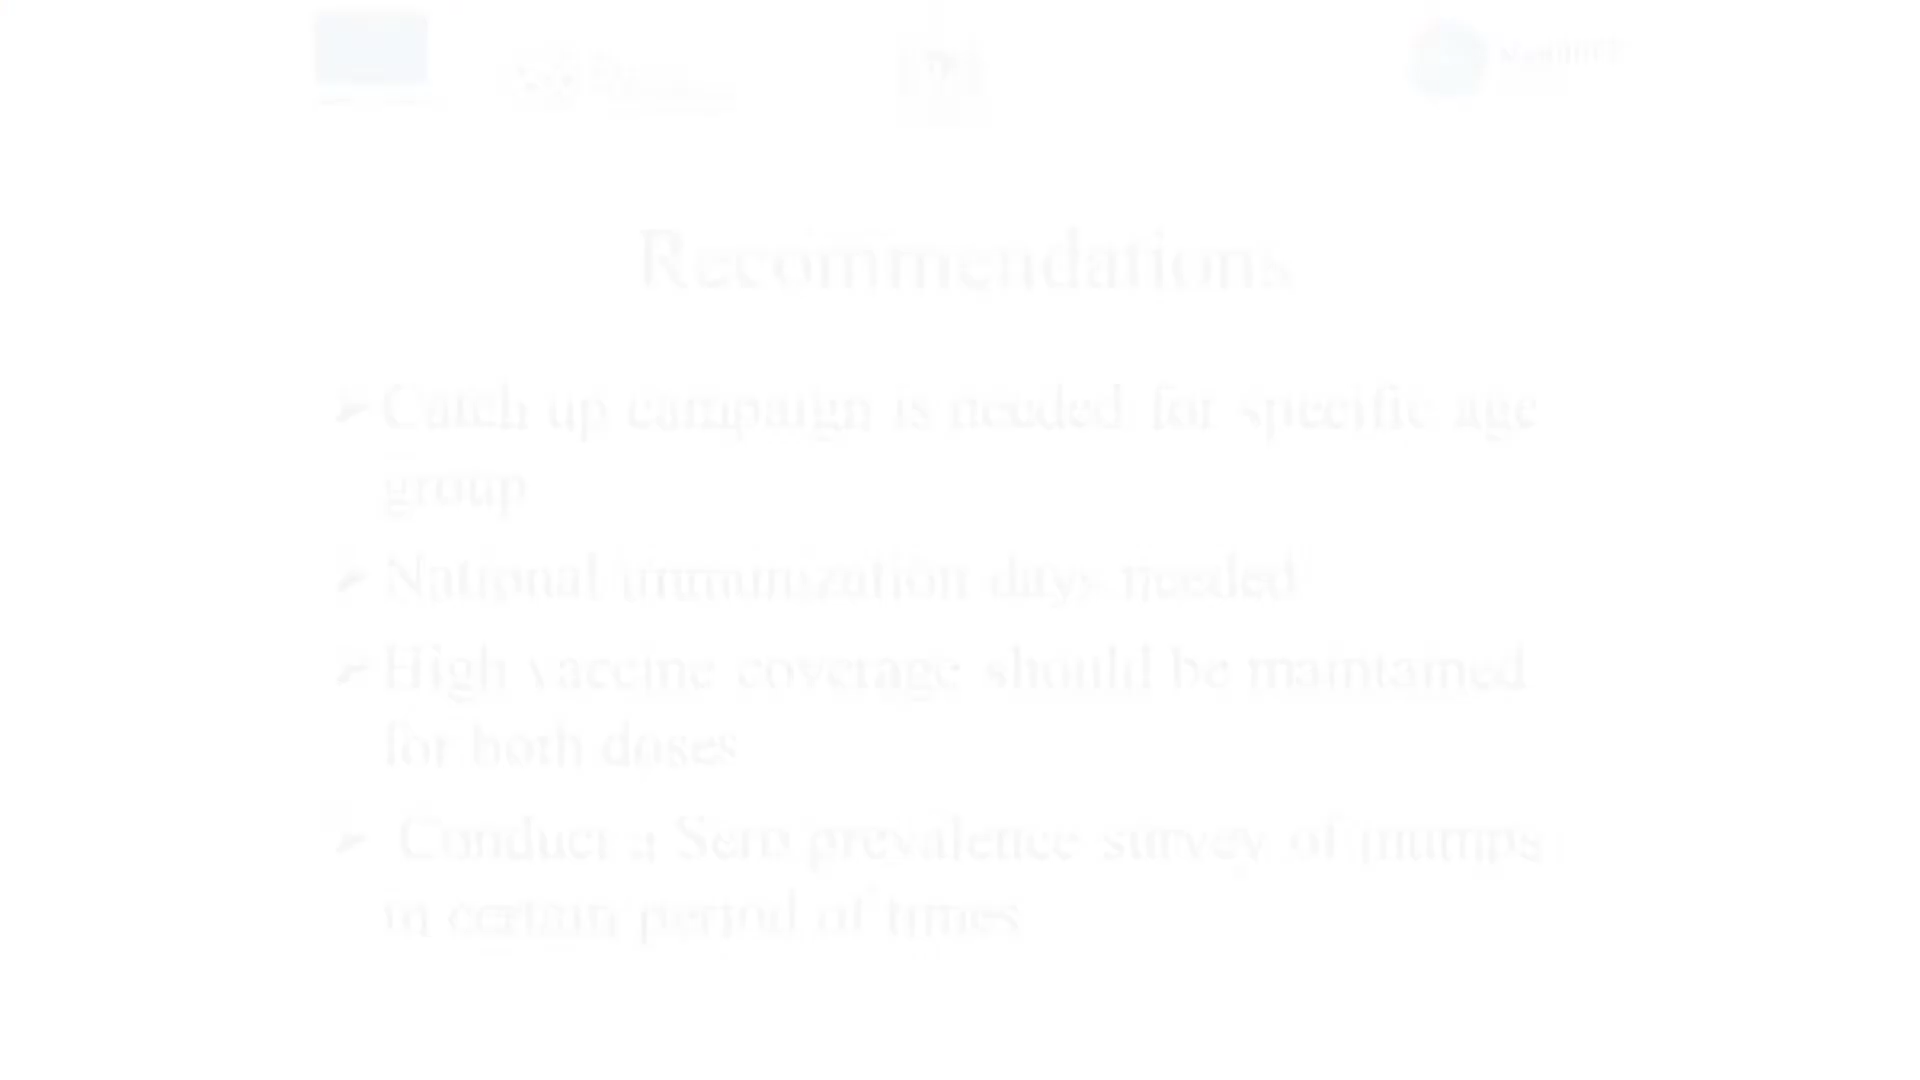 Recommendations
➢ Catch up campaign is needed for specific age
group
➢ National immunization days needed
➢ High vaccine coverage should be maintained
for both doses
➢ Conduct a Sero prevalence survey of mumps
in certain period of times